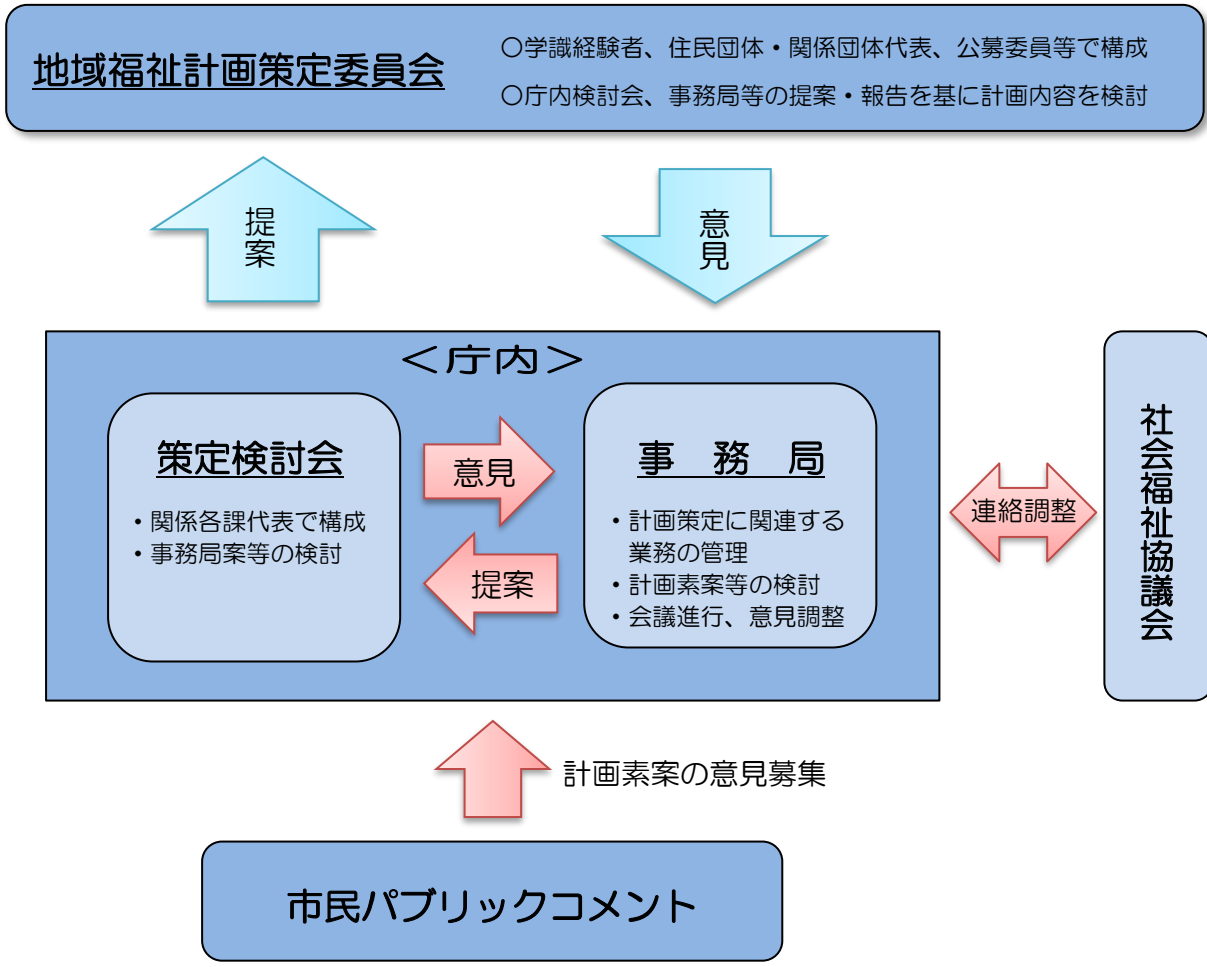 地域福祉計画策定委員会
〇学識経験者、住民団体・関係団体代表、公募委員等で構成
〇庁内検討会、事務局等の提案・報告を基に計画内容を検討
提案
意見
＜庁内＞
策定検討会
・関係各課代表で構成
・事務局案等の検討
意見
提案
事　務　局
・計画策定に関連する
業務の管理
・計画素案等の検討
・会議進行、意見調整
連絡調整
社会福祉協議会
計画素案の意見募集
市民パブリックコメント